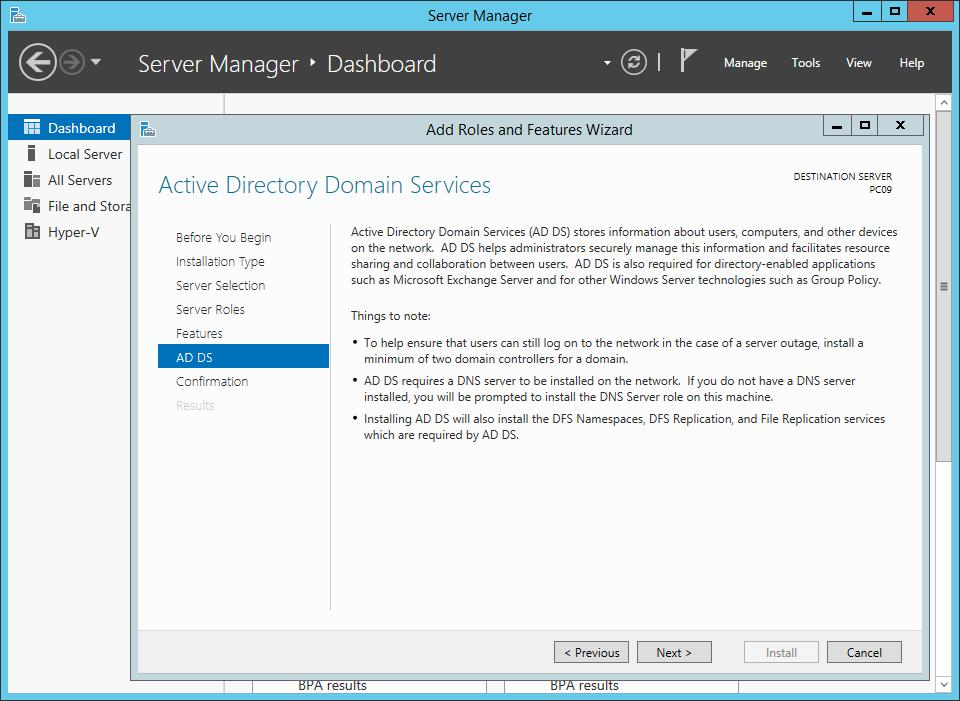 Server Manager
Server Manager ‣ Dashboard
Manage Tools View Help
Dashboard
Local Server
All Servers
File and Stora
Hyper-V
Add Roles and Features Wizard
Active Directory Domain Services
DESTINATION SERVER
PC09
Before You Begin
Installation Type
Server Selection
Server Roles
Features
AD DS
Confirmation
Results
Active Directory Domain Services (AD DS) stores information about users, computers, and other devices
on the network. AD DS helps administrators securely manage this information and facilitates resource
sharing and collaboration between users. AD DS is also required for directory-enabled applications
such as Microsoft Exchange Server and for other Windows Server technologies such as Group Policy.
Things to note:
• To help ensure that users can still log on to the network in the case of a server outage, install a
minimum of two domain controllers for a domain.
• AD DS requires a DNS server to be installed on the network. If you do not have a DNS server
installed, you will be prompted to install the DNS Server role on this machine.
• Installing AD DS will also install the DFS Namespaces, DFS Replication, and File Replication services
which are required by AD DS.
< Previous Next > Install Cancel
BPA results BPA results